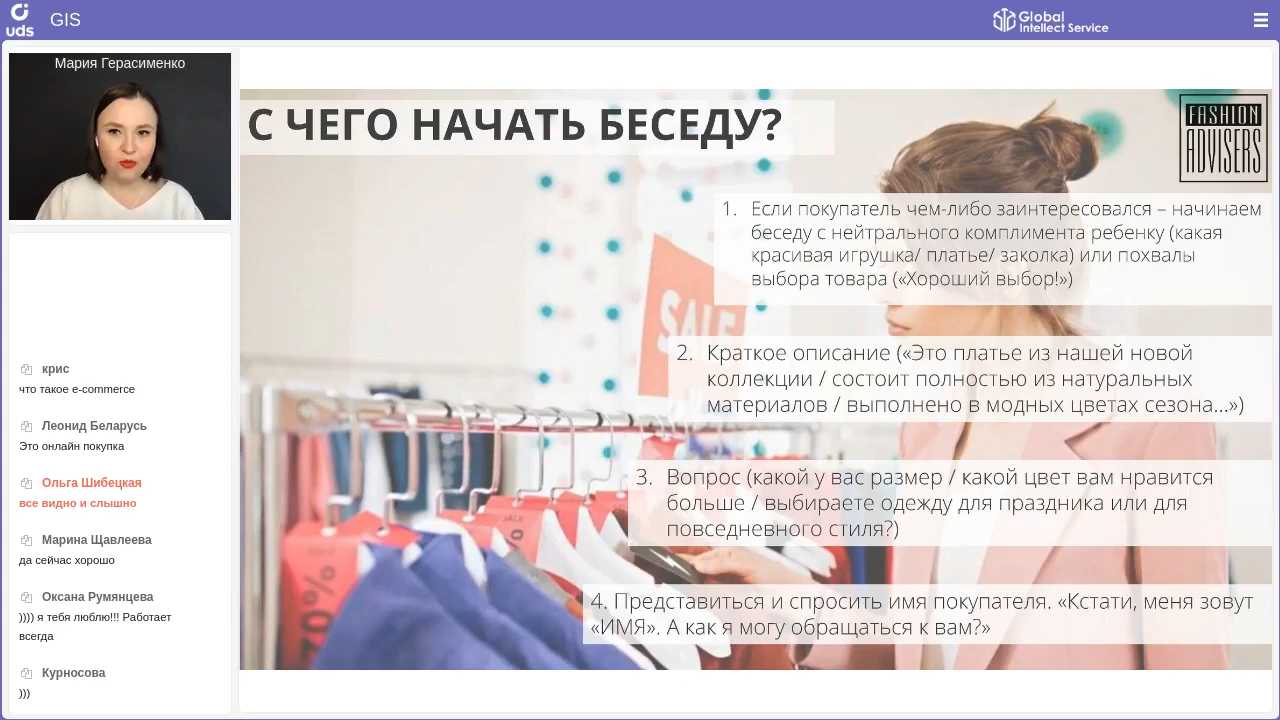 uds
GIS
Global
Intellect Service
Мария Герасименко
крис
что такое e-commerce
Леонид Беларусь
Это онлайн покупка
Ольга Шибецкая
все видно и слышно
Марина Щавлеева
да сейчас хорошо
Оксана Румянцева
)))) я тебя люблю!!! Работает
всегда
Курносова
)))
С ЧЕГО НАЧАТЬ БЕСЕДУ?
FASHION
ADVISERS
1. Если покупатель чем-либо заинтересовался – начинаем
беседу с нейтрального комплимента ребенку (какая
красивая игрушка/ платье/ заколка) или похвалы
выбора товара («Хороший выбор!»)
SALE
2. Краткое описание («Это платье из нашей новой
коллекции / состоит полностью из натуральных
материалов / выполнено в модных цветах сезона...»)
3. Вопрос (какой у вас размер / какой цвет вам нравится
больше / выбираете одежду для праздника или для
повседневного стиля?)
4. Представиться и спросить имя покупателя. «Кстати, меня зовут
«ИМЯ». А как я могу обращаться к вам?»
SALE
70%